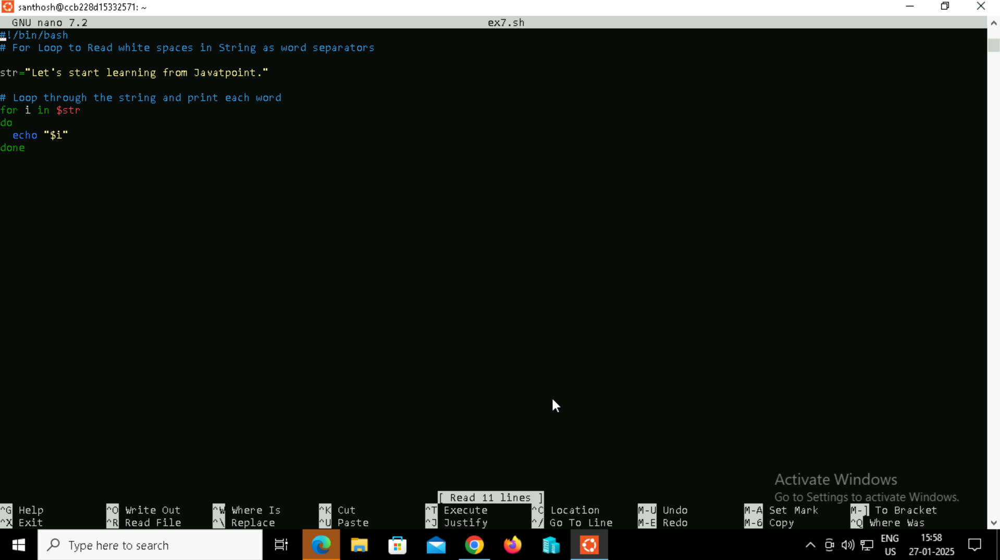 santhosh@ccb228d15332571: ~
GNU nano 7.2 ex7.sh
#!/bin/bash
# For Loop to Read white spaces in String as word separators
str="Let's start learning from Javatpoint."
# Loop through the string and print each word
for i in $str
do
echo "$i"
done
Activate Windows
Go to Settings to activate Windows.
[ Read 11 lines ]
^G Help ^O Write Out ^W Where Is ^K Cut ^T Execute ^C Location M-U Undo M-A Set Mark M-] To Bracket
^X Exit ^R Read File ^\ Replace ^U Paste ^J Justify ^/ Go To Line M-E Redo M-6 Copy ^Q Where Was
Type here to search
ENG
US
15:58
27-01-2025